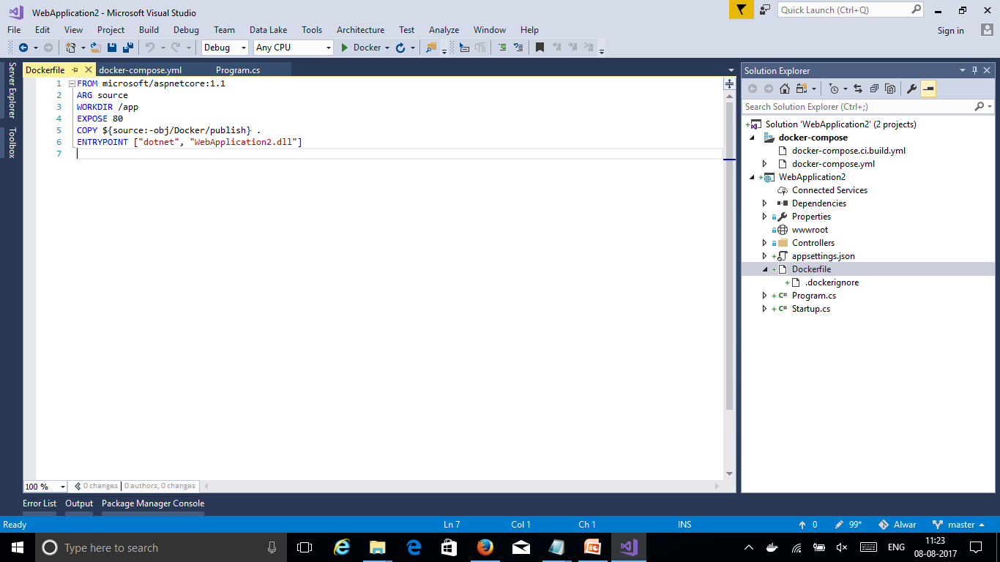 WebApplication2 - Microsoft Visual Studio
Quick Launch (Ctrl+Q)
File Edit View Project Build Debug Team Data Lake Tools Architecture Test Analyze Window Help
Sign in
Debug Any CPU Docker
Server Explorer
Toolbox
Dockerfile docker-compose.yml Program.cs
1 FROM microsoft/aspnetcore:1.1
2 ARG source
3 WORKDIR /app
4 EXPOSE 80
5 COPY ${source:-obj/Docker/publish} .
6 ENTRYPOINT ["dotnet", "WebApplication2.dll"]
7
100 % 0 changes 0 authors, 0 changes
Solution Explorer
Search Solution Explorer (Ctrl+;)
Solution 'WebApplication2' (2 projects)
docker-compose
docker-compose.ci.build.yml
docker-compose.yml
WebApplication2
Connected Services
Dependencies
Properties
wwwroot
Controllers
appsettings.json
Dockerfile
.dockerignore
C# Program.cs
C# Startup.cs
Error List Output Package Manager Console
Ready Ln 7 Col 1 Ch 1 INS 0 99* Alwar master
Type here to search
ENG
11:23
08-08-2017